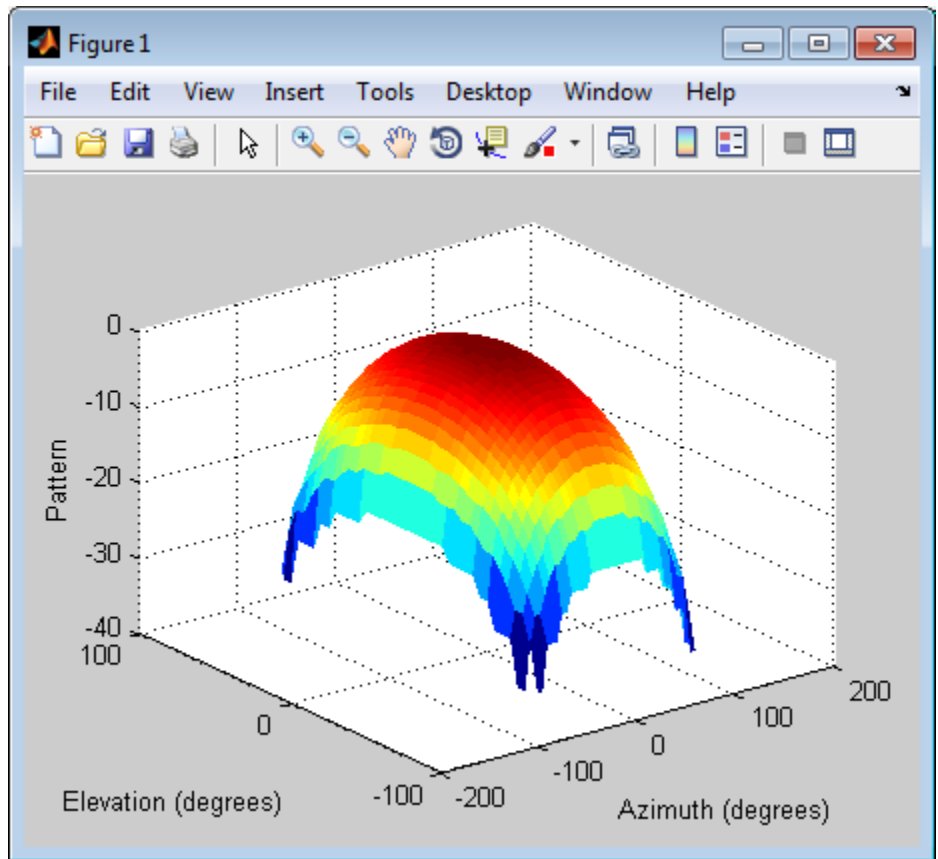 Figure 1
File Edit View Insert Tools Desktop Window Help
0
-10
-20
-30
-40
Pattern
100
0
-100
Elevation (degrees)
-200
-100
0
100
200
Azimuth (degrees)